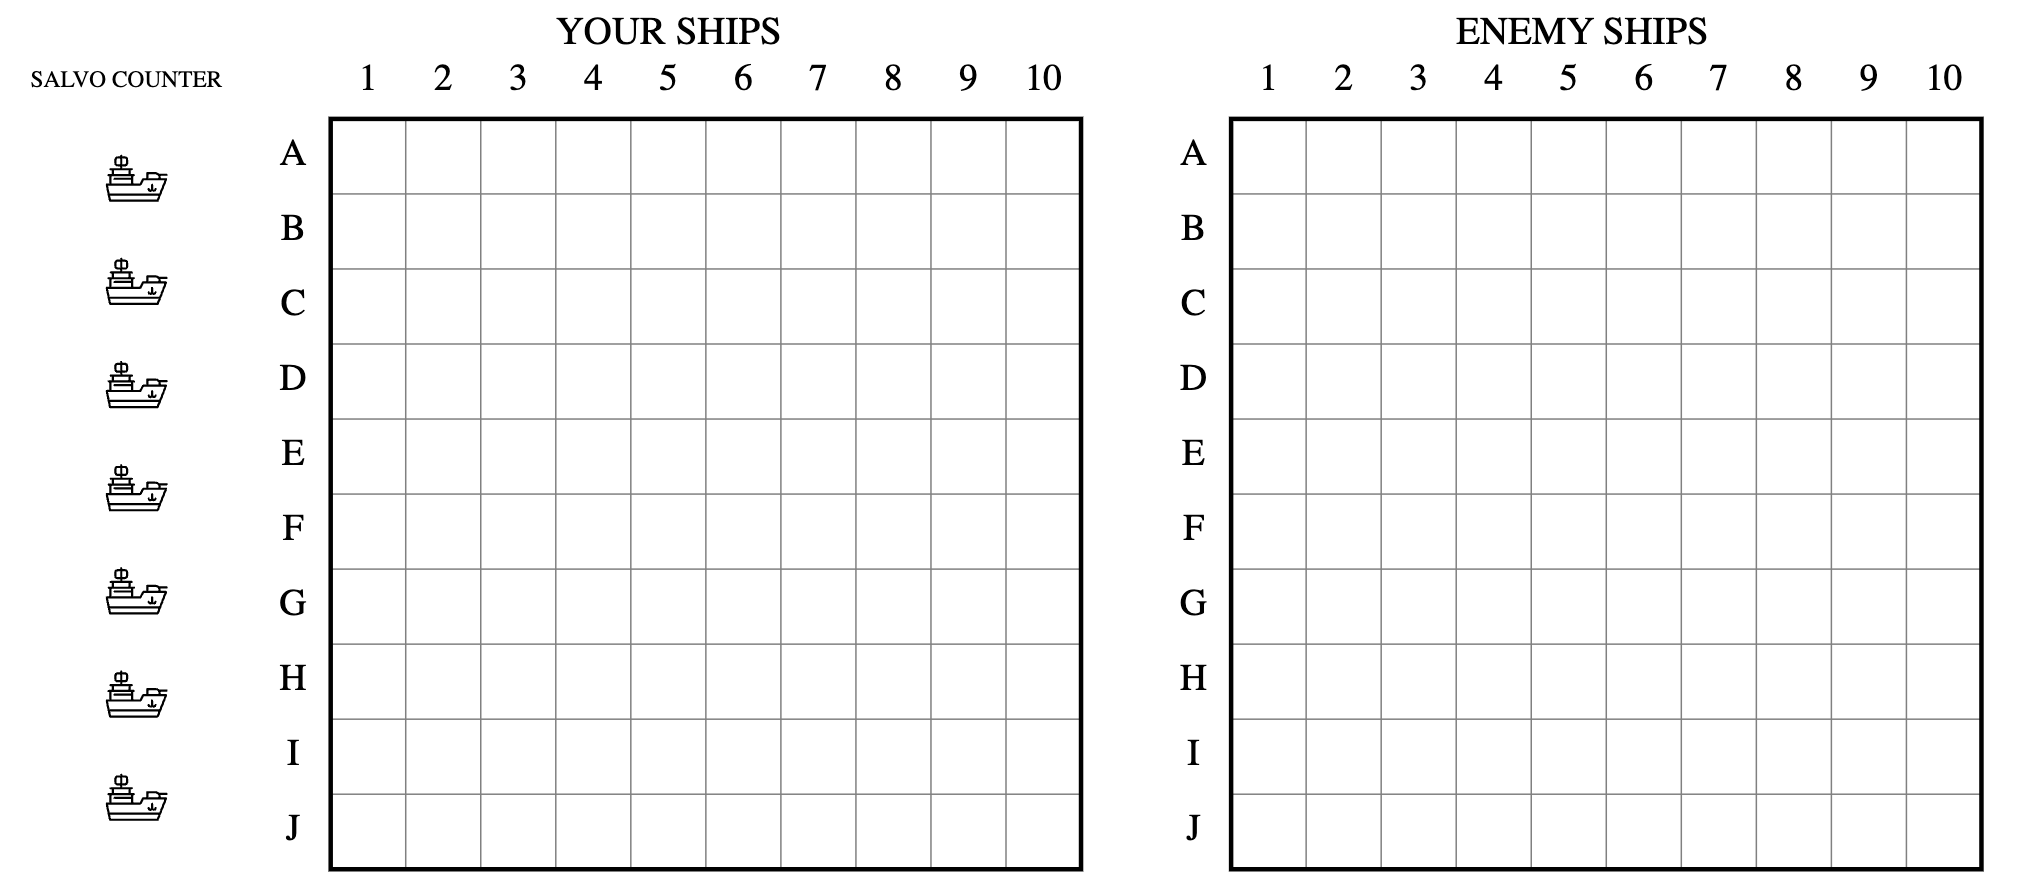 YOUR SHIPS ENEMY SHIPS
SALVO COUNTER 1 2 3 4 5 6 7 8 9 10 1 2 3 4 5 6 7 8 9 10
A A
B B
C C
D D
E E
F F
G G
H H
I I
J J